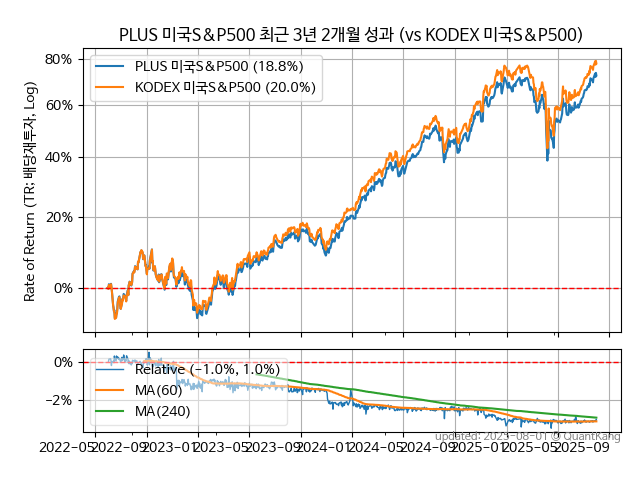 PLUS 미국S&P500 최근 3년 2개월 성과 (vs KODEX 미국S&P500)
Rate of Return (TR: 배당재투자, Log)
80%
60%
40%
20%
0%
PLUS 미국S&P500 (18.8%)
KODEX 미국S&P500 (20.0%)
0%
−2%
Relative (−1.0%, 1.0%)
MA(60)
MA(240)
updated: 2025-08-01 @ QuantKang
2022-05 2022-09 2023-01 2023-05 2023-09 2024-01 2024-05 2024-09 2025-01 2025-05 2025-09